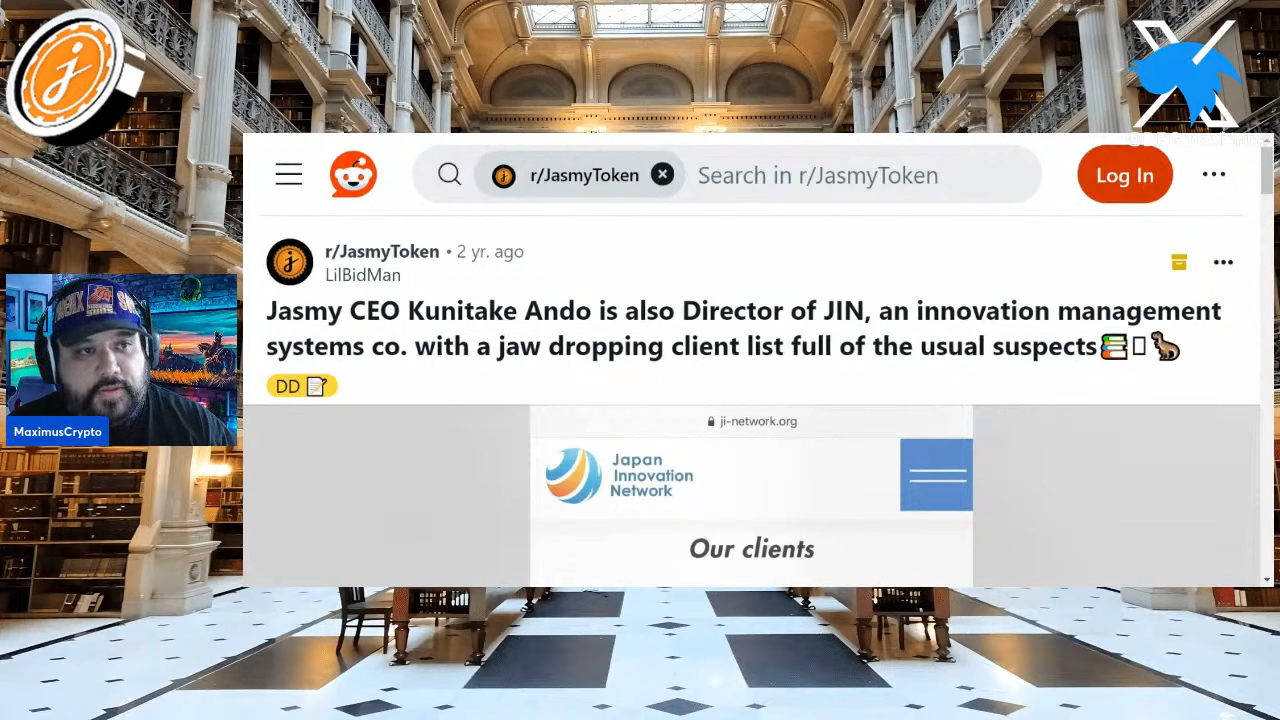 r/JasmyToken
Search in r/JasmyToken
Log In
r/JasmyToken • 2 yr. ago
LilBidMan
Jasmy CEO Kunitake Ando is also Director of JIN, an innovation management
systems co. with a jaw dropping client list full of the usual suspects📚▯🦕
DD 📝
ji-network.org
Japan
Innovation
Network
Our clients
MaximusCrypto